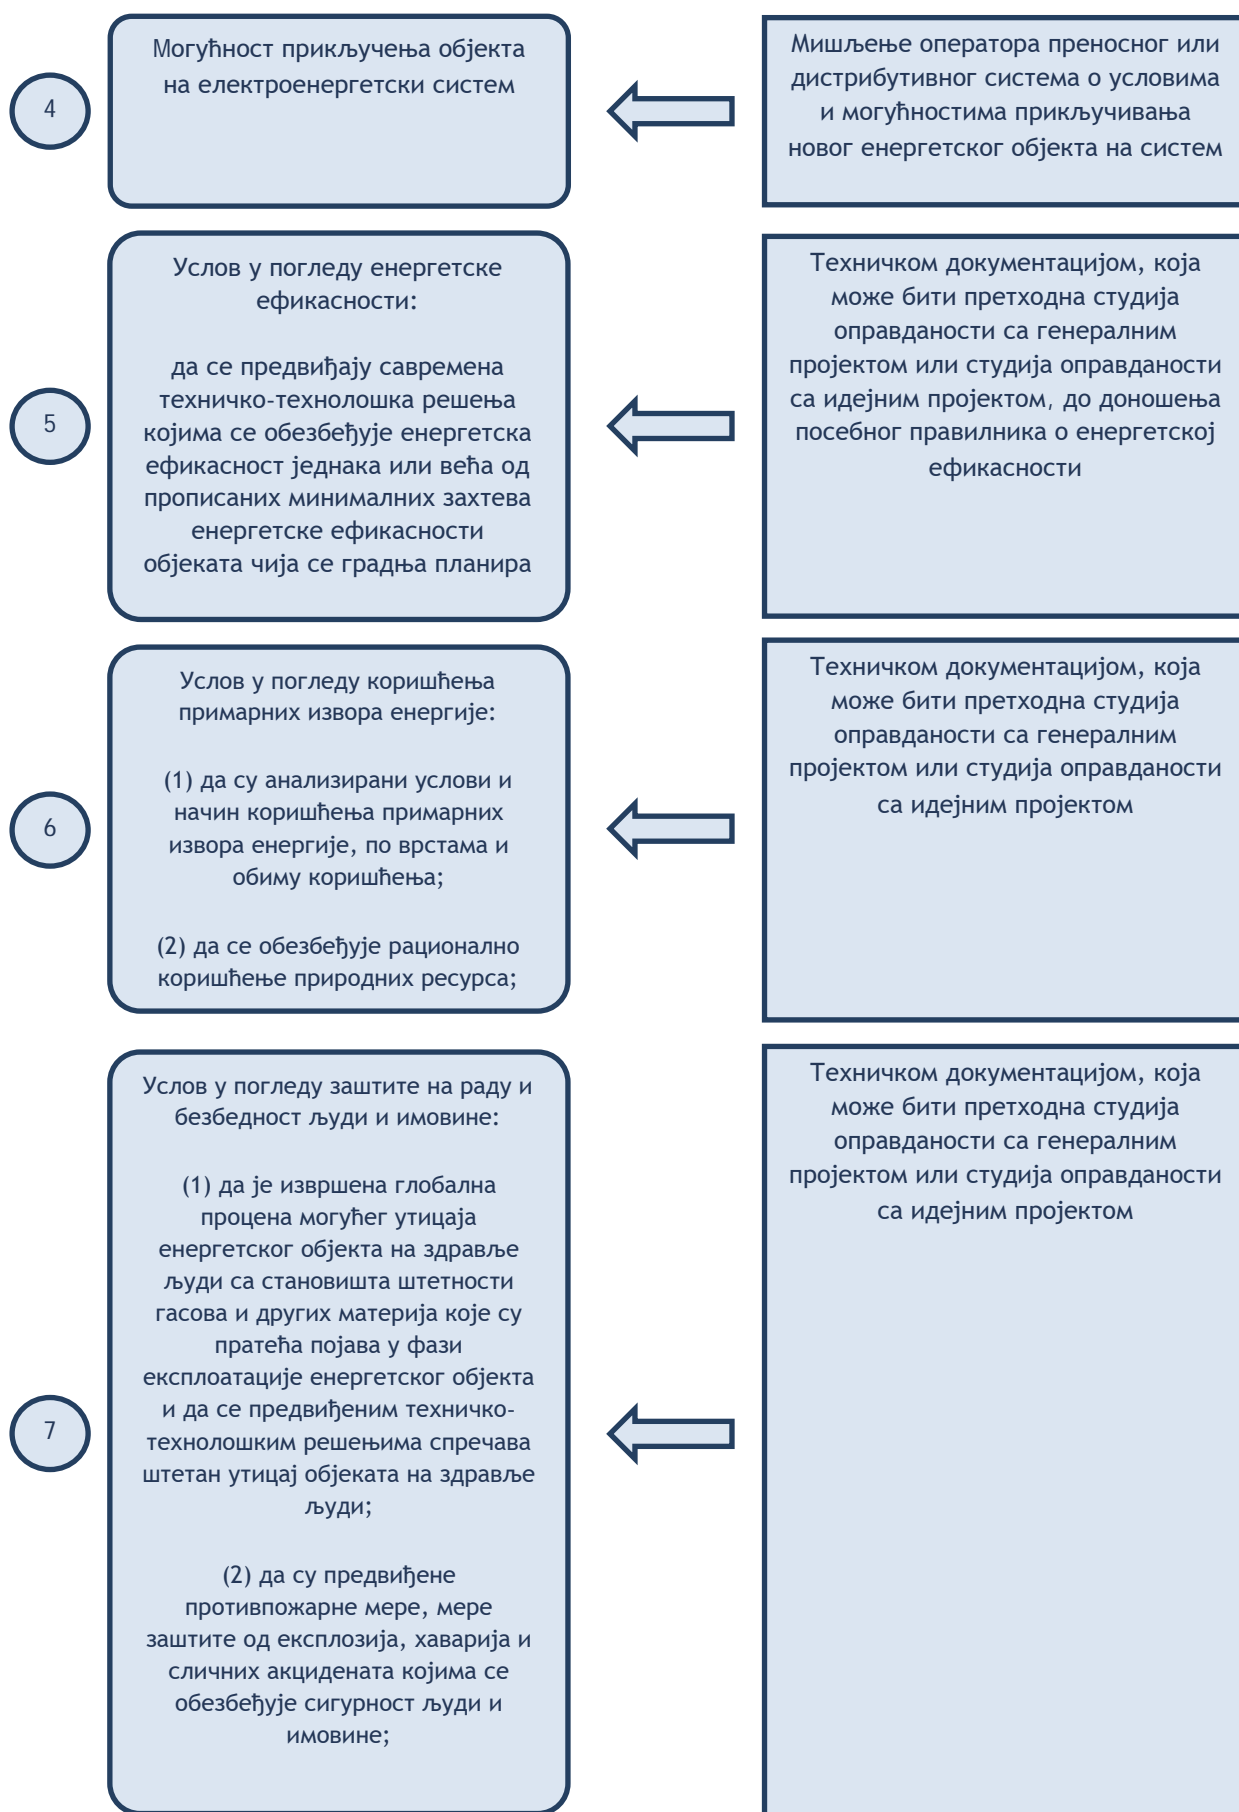 4
Могућност прикључења објекта
на електроенергетски систем
Мишљење оператора преносног или
дистрибутивног система о условима
и могућностима прикључивања
новог енергетског објекта на систем
5
Услов у погледу енергетске
ефикасности:
да се предвиђају савремена
техничко-технолошка решења
којима се обезбеђује енергетска
ефикасност једнака или већа од
прописаних минималних захтева
енергетске ефикасности
објеката чија се градња планира
Техничком документацијом, која
може бити претходна студија
оправданости са генералним
пројектом или студија оправданости
са идејним пројектом, до доношења
посебног правилника о енергетској
ефикасности
6
Услов у погледу коришћења
примарних извора енергије:
(1) да су анализирани услови и
начин коришћења примарних
извора енергије, по врстама и
обиму коришћења;
(2) да се обезбеђује рационално
коришћење природних ресурса;
Техничком документацијом, која
може бити претходна студија
оправданости са генералним
пројектом или студија оправданости
са идејним пројектом
7
Услов у погледу заштите на раду и
безбедност људи и имовине:
(1) да је извршена глобална
процена могућег утицаја
енергетског објекта на здравље
људи са становишта штетности
гасова и других материја које су
пратећа појава у фази
експлоатације енергетског објекта
и да се предвиђеним техничко-
технолошким решењима спречава
штетан утицај објеката на здравље
људи;
(2) да су предвиђене
противпожарне мере, мере
заштите од експлозија, хаварија и
сличних акцидената којима се
обезбеђује сигурност људи и
имовине;
Техничком документацијом, која
може бити претходна студија
оправданости са генералним
пројектом или студија оправданости
са идејним пројектом